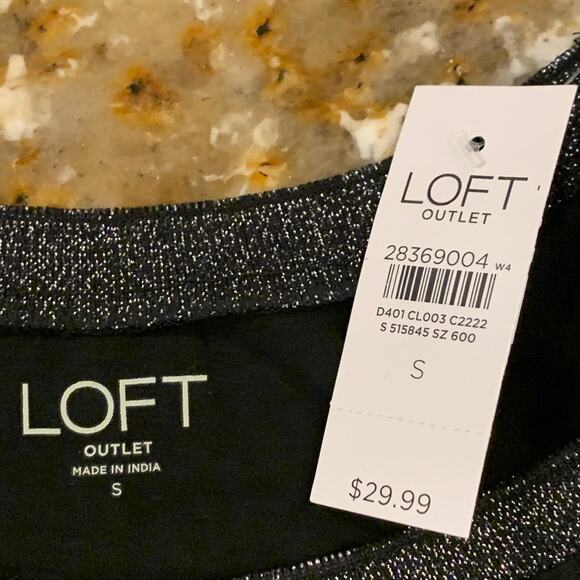 LOFT
OUTLET
28369004 W4
D401 CL003 C2222
S 515845 SZ 600
S
$29.99
LOFT
OUTLET
MADE IN INDIA
S